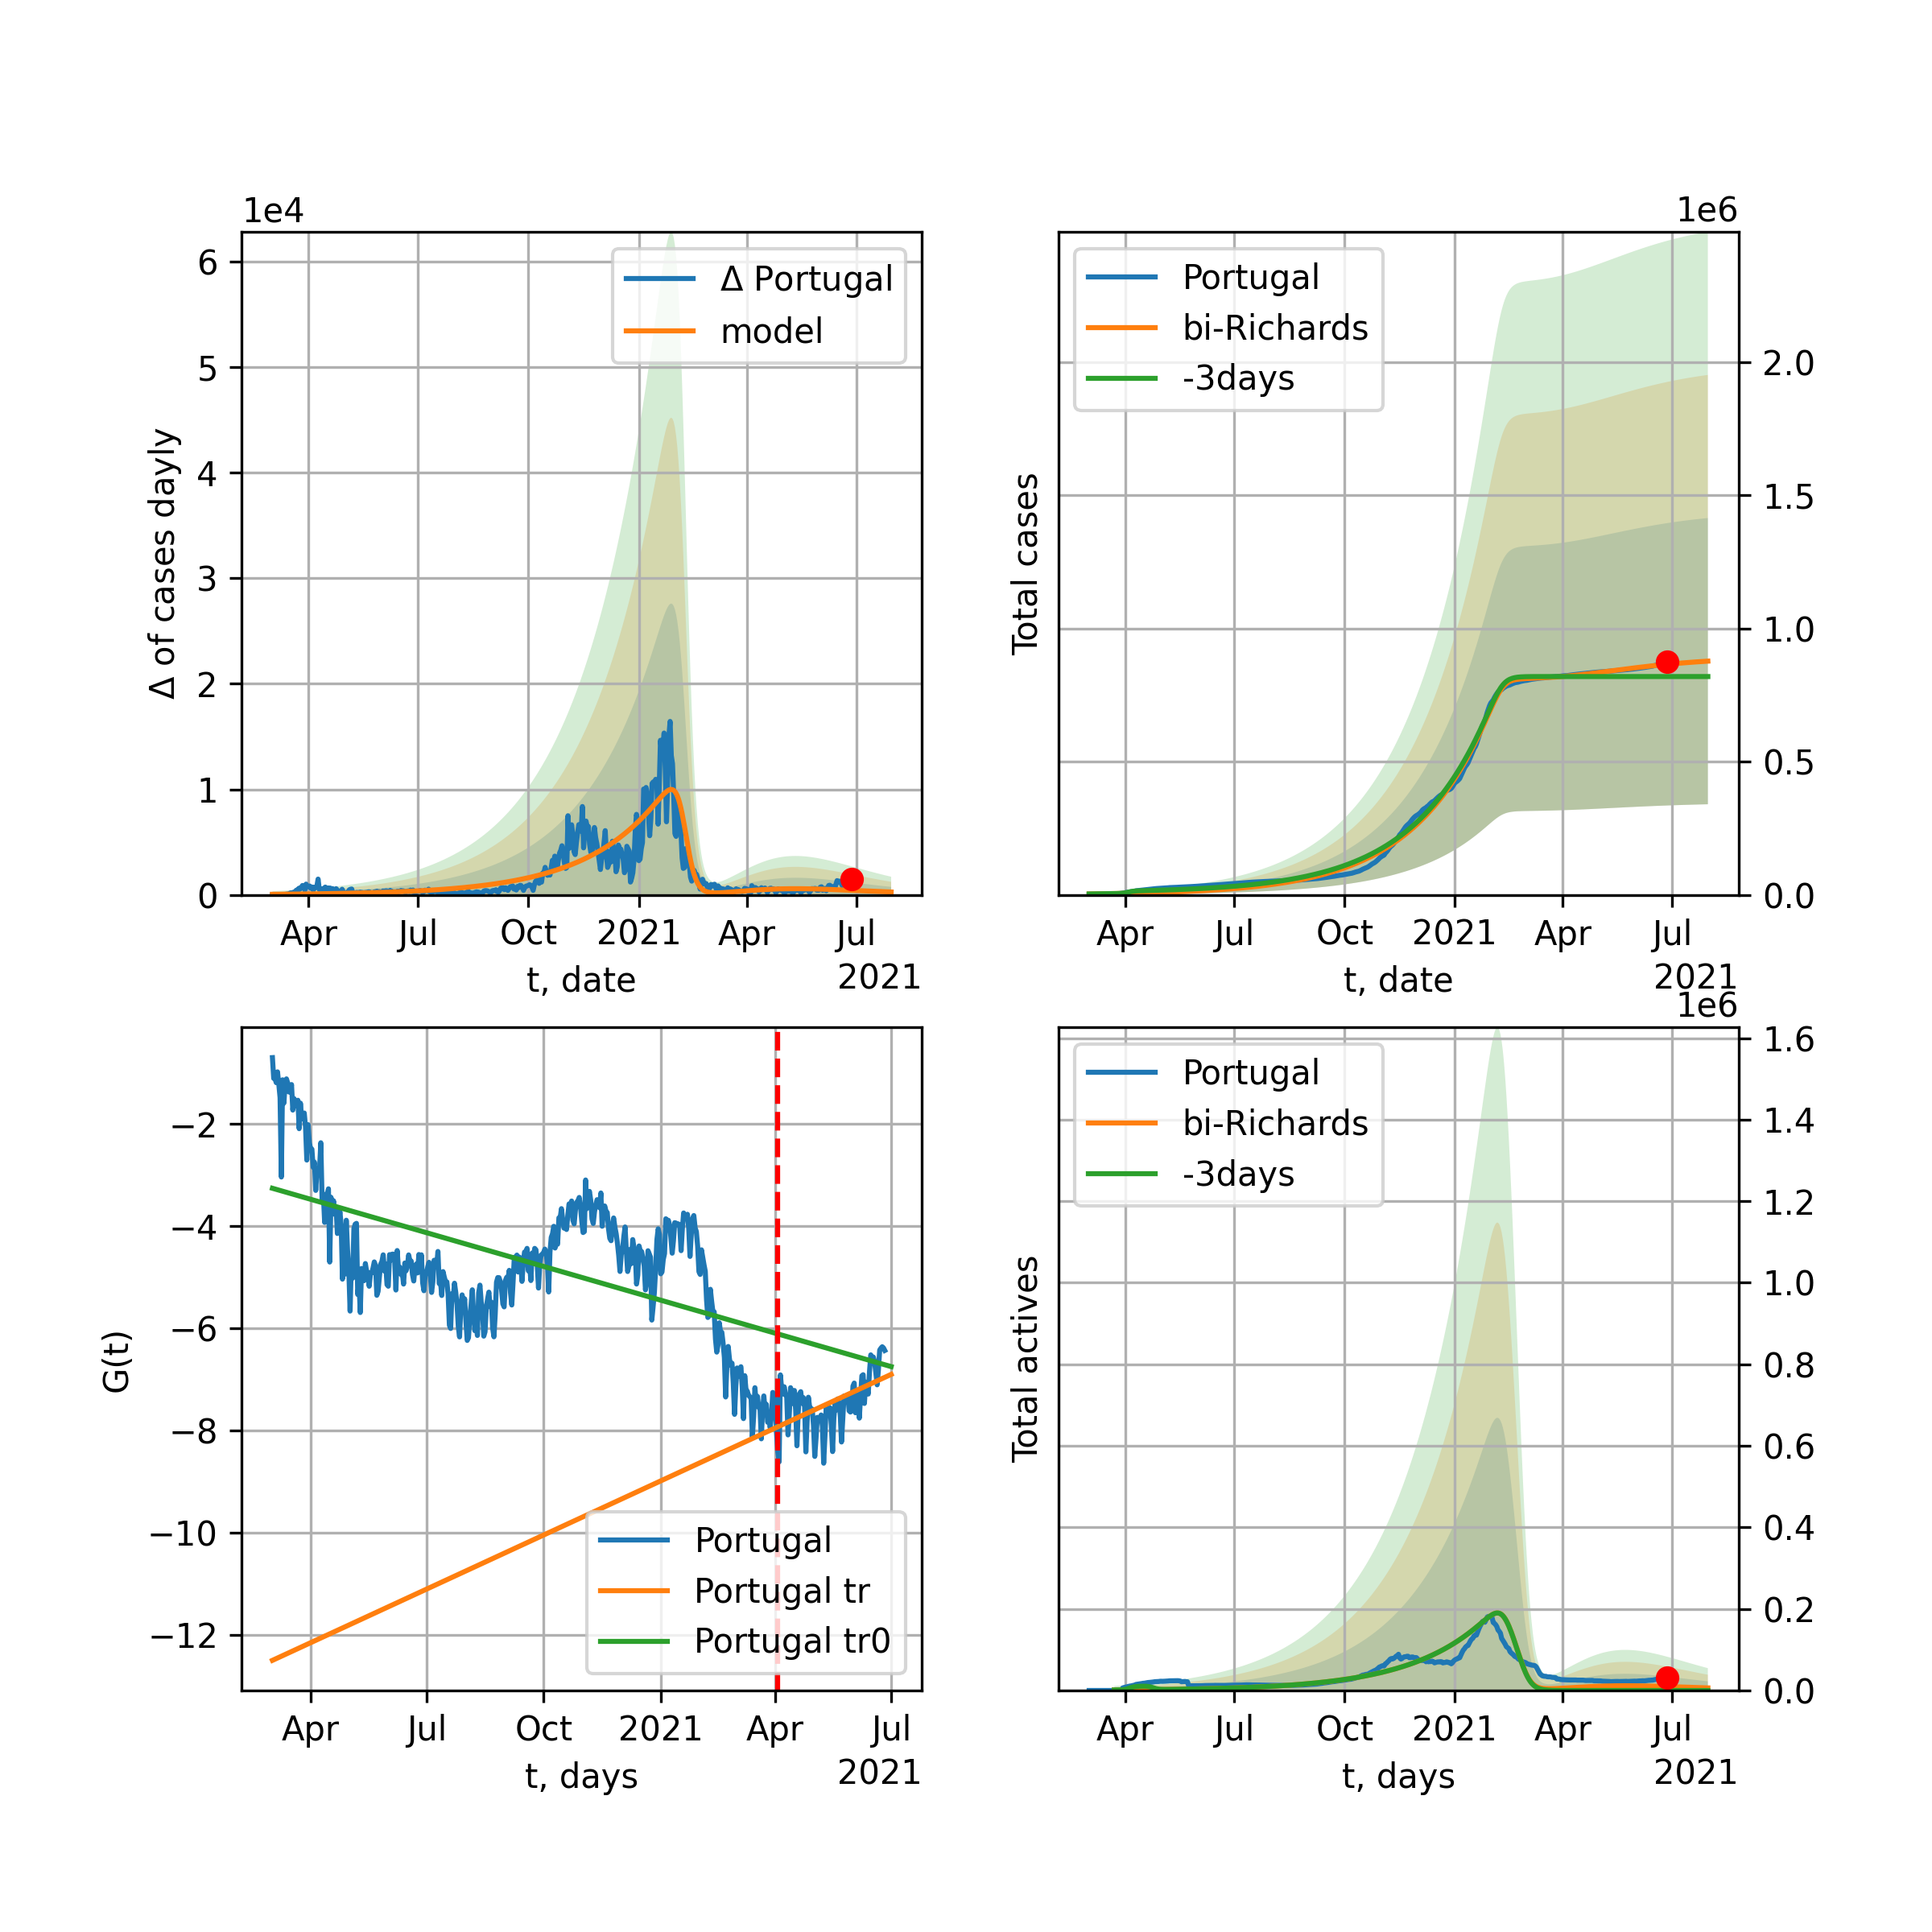 1e4
Δ of cases dayly
6
5
4
3
2
1
0
Δ Portugal
model
Apr
Jul
Oct
2021
Apr
Jul
t, date
2021
1e6
Total cases
Portugal
bi-Richards
-3days
2.0
1.5
1.0
0.5
0.0
Apr
Jul
Oct
2021
Apr
Jul
t, date
2021
G(t)
−2
−4
−6
−8
−10
−12
Portugal
Portugal tr
Portugal tr0
Apr
Jul
Oct
2021
Apr
Jul
t, days
2021
1e6
Total actives
Portugal
bi-Richards
-3days
1.6
1.4
1.2
1.0
0.8
0.6
0.4
0.2
0.0
Apr
Jul
Oct
2021
Apr
Jul
t, days
2021